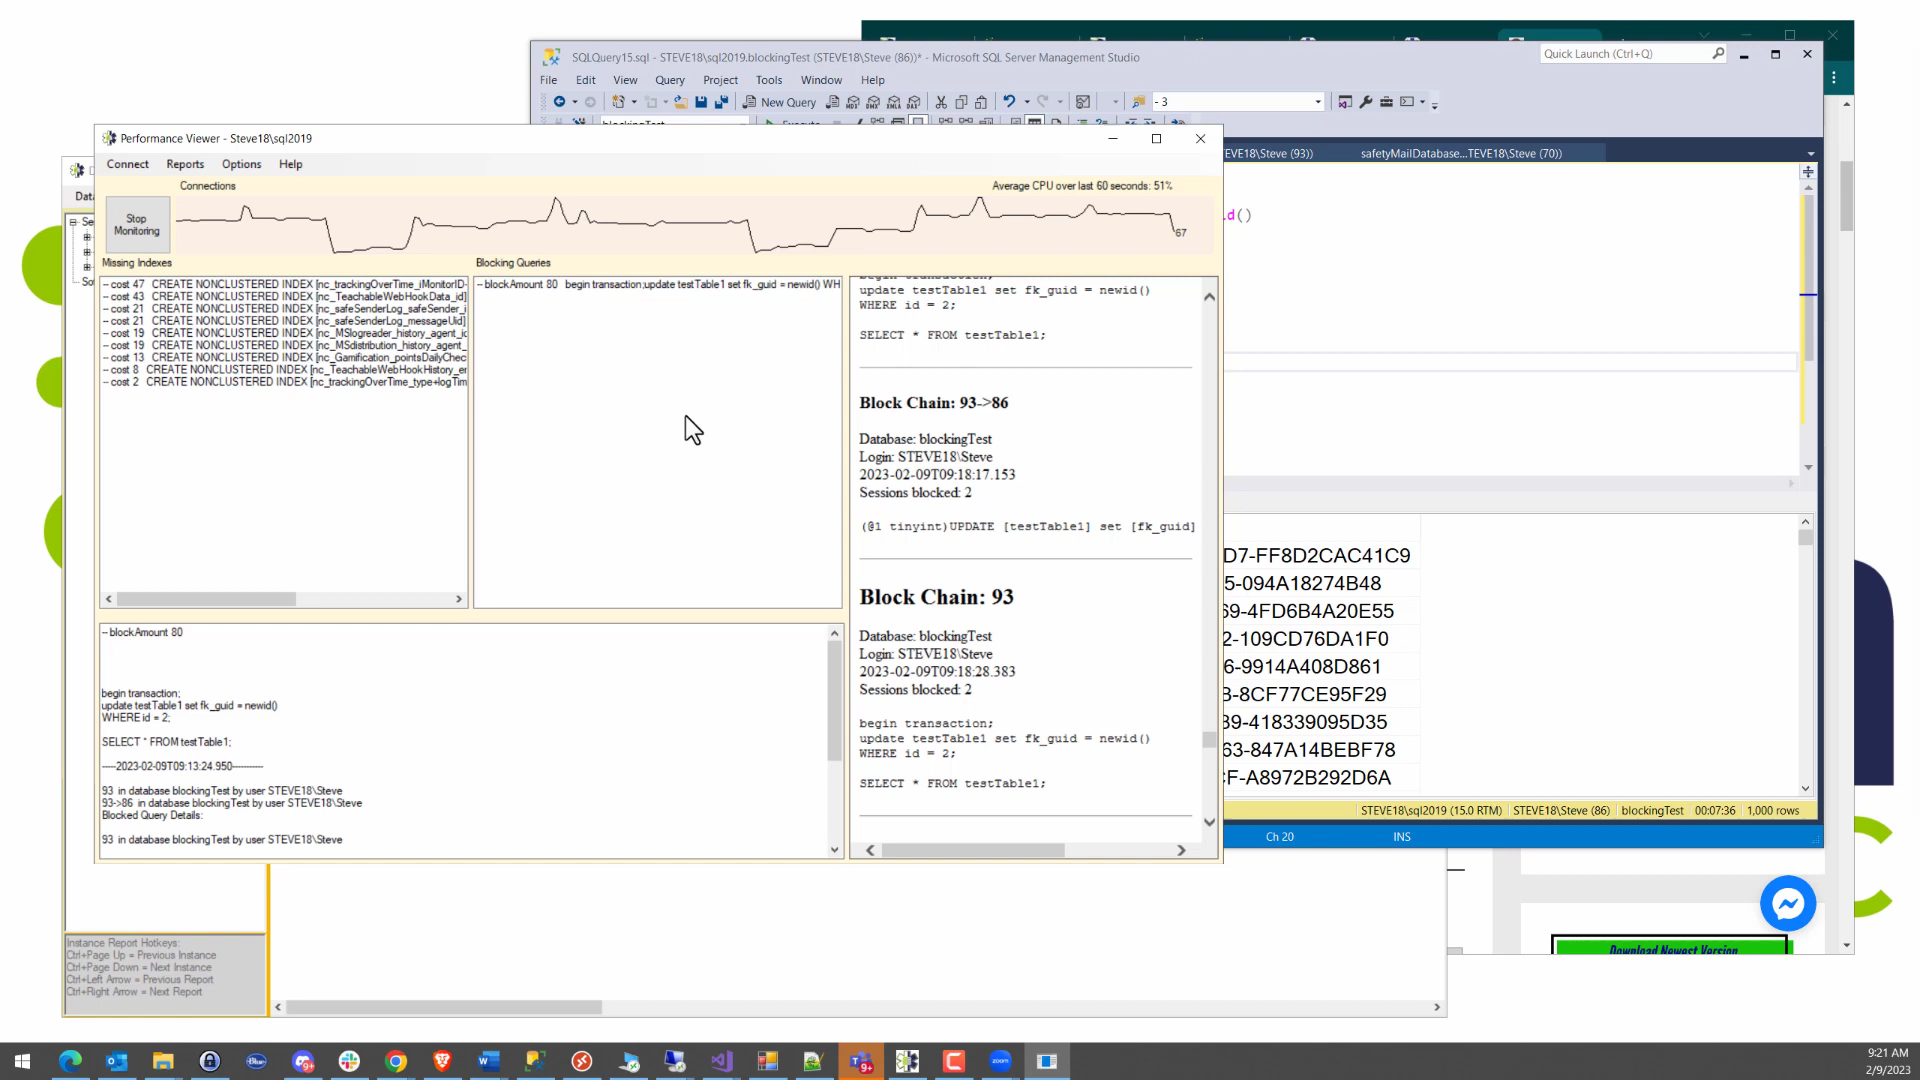 SQLQuery15.sql - STEVE18\sql2019.blockingTest (STEVE18\Steve (86))* - Microsoft SQL Server Management Studio
Quick Launch (Ctrl+Q)
File Edit View Query Project Tools Window Help
New Query
- 3
Performance Viewer - Steve18\sql2019
TEVE18\Steve (93))
safetyMailDatabase...TEVE18\Steve (70))
Connect Reports Options Help
Connections
Average CPU over last 60 seconds: 51%
Stop
Monitoring
67
Missing Indexes
Blocking Queries
-- cost 47 CREATE NONCLUSTERED INDEX [nc_trackingOverTime_iMonitorID-
-- cost 43 CREATE NONCLUSTERED INDEX [nc_TeachableWebHookData_id]
-- cost 21 CREATE NONCLUSTERED INDEX [nc_safeSenderLog_safeSender_i
-- cost 21 CREATE NONCLUSTERED INDEX [nc_safeSenderLog_messageUid]
-- cost 19 CREATE NONCLUSTERED INDEX [nc_MSlogreader_history_agent_id
-- cost 19 CREATE NONCLUSTERED INDEX [nc_MSdistribution_history_agent_
-- cost 13 CREATE NONCLUSTERED INDEX [nc_Gamification_pointsDailyChec
-- cost 8 CREATE NONCLUSTERED INDEX [nc_TeachableWebHookHistory_er
-- cost 2 CREATE NONCLUSTERED INDEX [nc_trackingOverTime_type+logTim
-- blockAmount 80 begin transaction;update testTable1 set fk_guid = newid() WH
begin transaction;
update testTable1 set fk_guid = newid()
WHERE id = 2;
SELECT * FROM testTable1;
Block Chain: 93->86
Database: blockingTest
Login: STEVE18\Steve
2023-02-09T09:18:17.153
Sessions blocked: 2
(@1 tinyint)UPDATE [testTable1] set [fk_guid]
Block Chain: 93
Database: blockingTest
Login: STEVE18\Steve
2023-02-09T09:18:28.383
Sessions blocked: 2
begin transaction;
update testTable1 set fk_guid = newid()
WHERE id = 2;
SELECT * FROM testTable1;
-- blockAmount 80
begin transaction;
update testTable1 set fk_guid = newid()
WHERE id = 2;
SELECT * FROM testTable1;
-----2023-02-09T09:13:24.950----------
93 in database blockingTest by user STEVE18\Steve
93->86 in database blockingTest by user STEVE18\Steve
Blocked Query Details:
93 in database blockingTest by user STEVE18\Steve
d()
D7-FF8D2CAC41C9
5-094A18274B48
69-4FD6B4A20E55
2-109CD76DA1F0
6-9914A408D861
B-8CF77CE95F29
B9-418339095D35
63-847A14BEBF78
CF-A8972B292D6A
STEVE18\sql2019 (15.0 RTM) STEVE18\Steve (86) blockingTest 00:07:36 1,000 rows
Ch 20 INS
Instance Report Hotkeys:
Ctrl+Page Up = Previous Instance
Ctrl+Page Down = Next Instance
Ctrl+Left Arrow = Previous Report
Ctrl+Right Arrow = Next Report
Download Newest Version
9:21 AM
2/9/2023